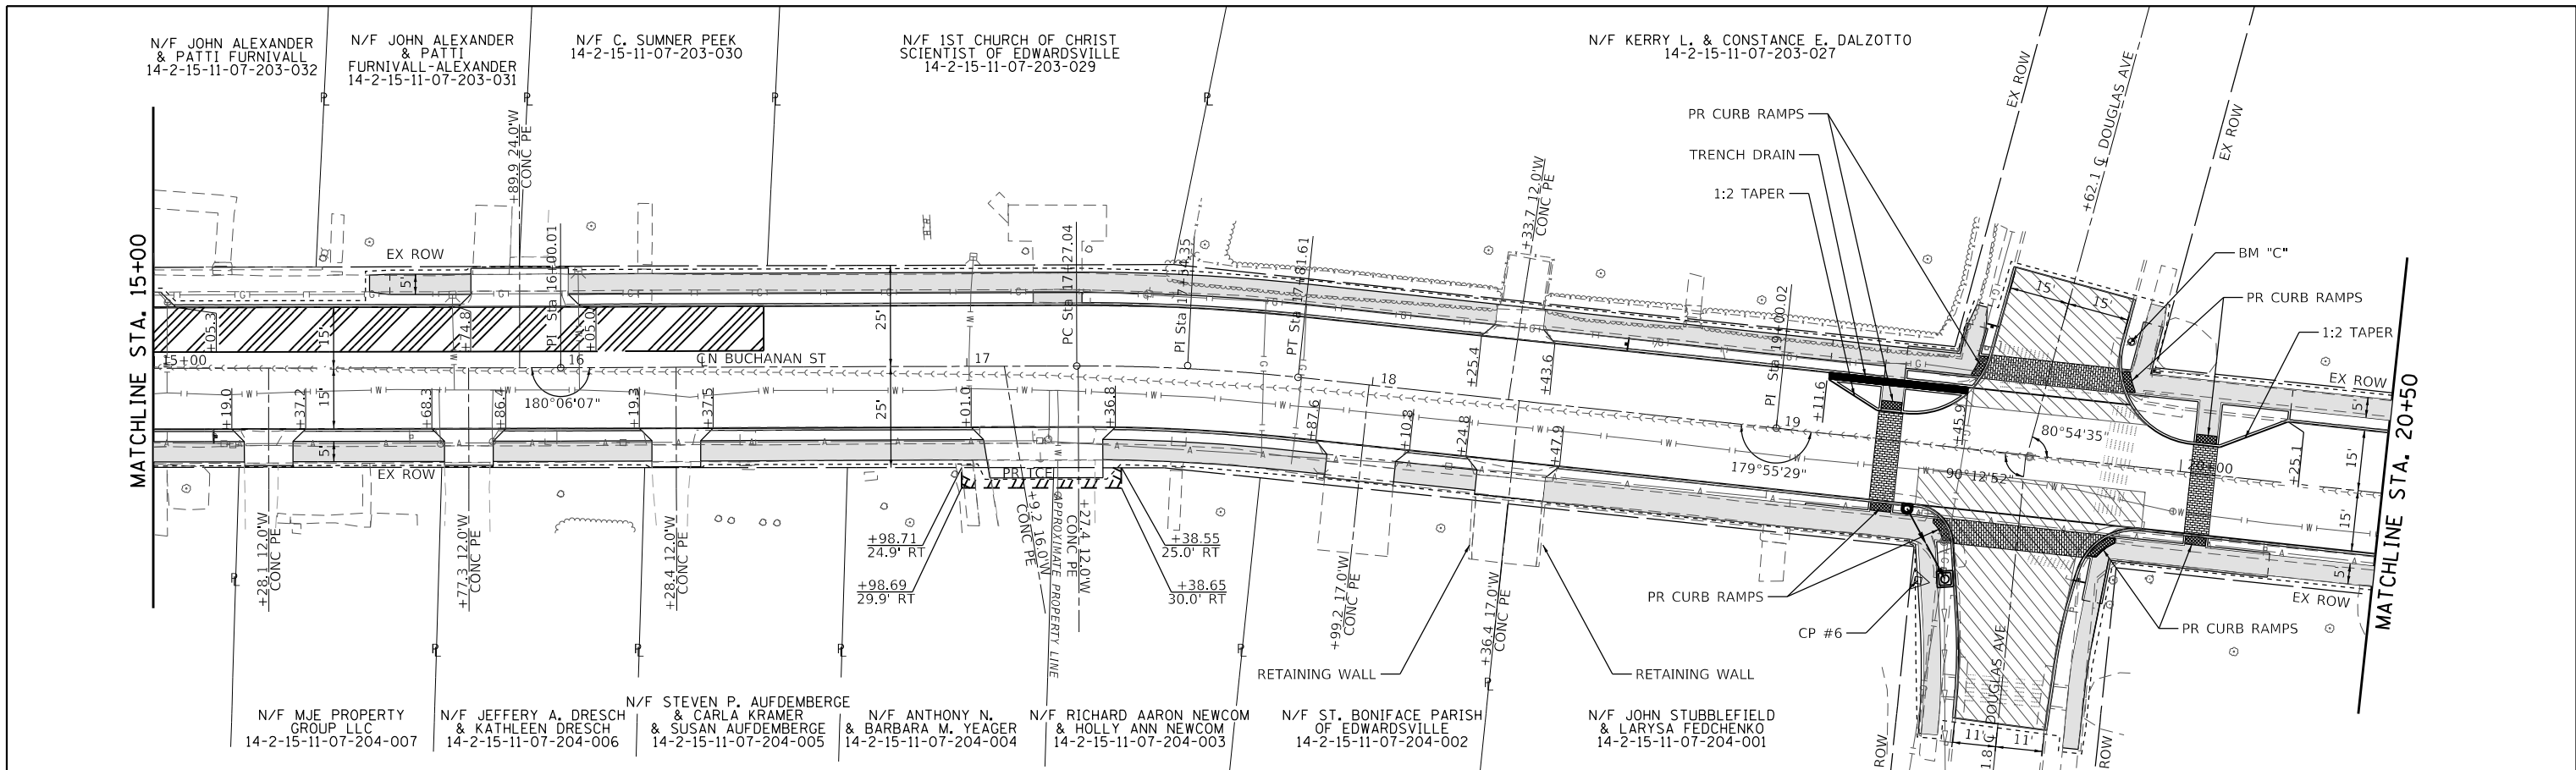 N/F JOHN ALEXANDER
& PATTI FURNIVALL
14-2-15-11-07-203-032
N/F JOHN ALEXANDER
& PATTI
FURNIVALL-ALEXANDER
14-2-15-11-07-203-031
N/F C. SUMNER PEEK
14-2-15-11-07-203-030
N/F 1ST CHURCH OF CHRIST
SCIENTIST OF EDWARDSVILLE
14-2-15-11-07-203-029
N/F KERRY L. & CONSTANCE E. DALZOTTO
14-2-15-11-07-203-027
EX ROW
+62.1 ℄ DOUGLAS AVE
EX ROW
PR CURB RAMPS
TRENCH DRAIN
1:2 TAPER
BM "C"
PR CURB RAMPS
1:2 TAPER
+89.9 24.0'W
CONC PE
+33.7 12.0'W
CONC PE
MATCHLINE STA. 15+00
EX ROW
5'
15'
15'
+05.3
15'
+74.8
PI Sta 16+00.01
+05.0
25'
PC Sta 17+27.04
PI Sta 17+54.35
PT Sta 17+81.61
+25.4
+43.6
PI Sta 19+00.02
+11.6
+45.9
15+00
16
℄ N BUCHANAN ST
17
18
19
20+00
180°06'07"
179°55'29"
80°54'35"
90°12'52"
+19.0
+37.2
15'
+68.3
+86.4
+19.3
+37.5
25'
+01.0
+36.8
+87.6
+10.8
+24.8
+47.9
+25.1
EX ROW
5'
15'
15'
5'
EX ROW
MATCHLINE STA. 20+50
5'
EX ROW
PR TCE
+28.1 12.0'W
CONC PE
+77.3 12.0'W
CONC PE
+28.4 12.0'W
CONC PE
+98.71
24.9' RT
+98.69
29.9' RT
+9.2 16.0'W
CONC PE
APPROXIMATE PROPERTY LINE
+27.4 12.0'W
CONC PE
+38.55
25.0' RT
+38.65
30.0' RT
+99.2 17.0'W
CONC PE
+36.4 17.0'W
CONC PE
RETAINING WALL
RETAINING WALL
PR CURB RAMPS
CP #6
PR CURB RAMPS
11'
11'
ROW
1.8 ℄ DOUGLAS AVE
ROW
N/F MJE PROPERTY
GROUP LLC
14-2-15-11-07-204-007
N/F JEFFERY A. DRESCH
& KATHLEEN DRESCH
14-2-15-11-07-204-006
N/F STEVEN P. AUFDEMBERGE
& CARLA KRAMER
& SUSAN AUFDEMBERGE
14-2-15-11-07-204-005
N/F ANTHONY N.
& BARBARA M. YEAGER
14-2-15-11-07-204-004
N/F RICHARD AARON NEWCOM
& HOLLY ANN NEWCOM
14-2-15-11-07-204-003
N/F ST. BONIFACE PARISH
OF EDWARDSVILLE
14-2-15-11-07-204-002
N/F JOHN STUBBLEFIELD
& LARYSA FEDCHENKO
14-2-15-11-07-204-001